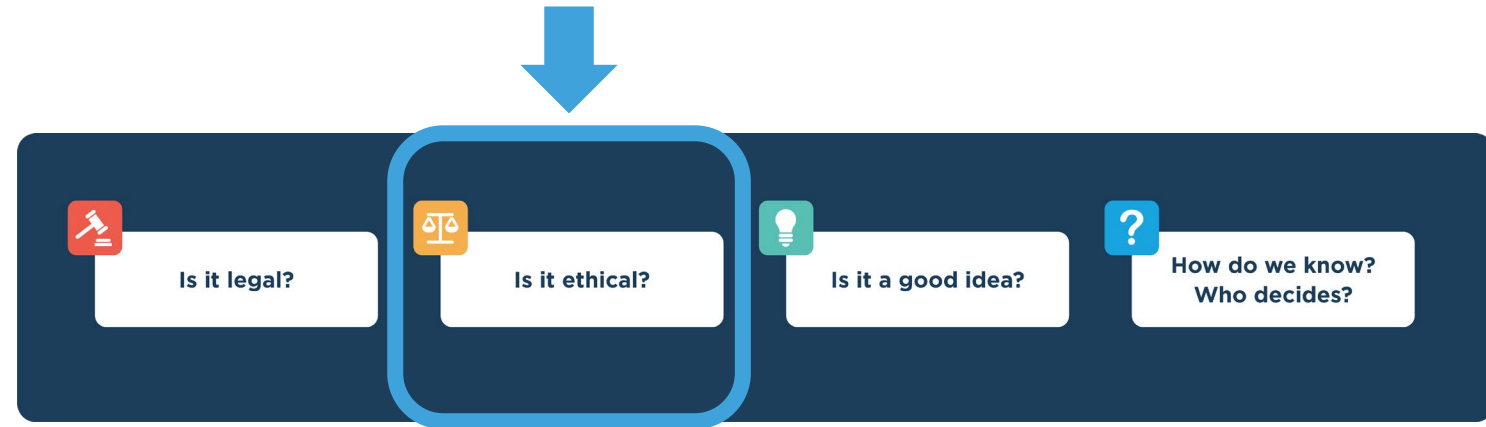 Is it legal?
Is it ethical?
Is it a good idea?
How do we know?
Who decides?